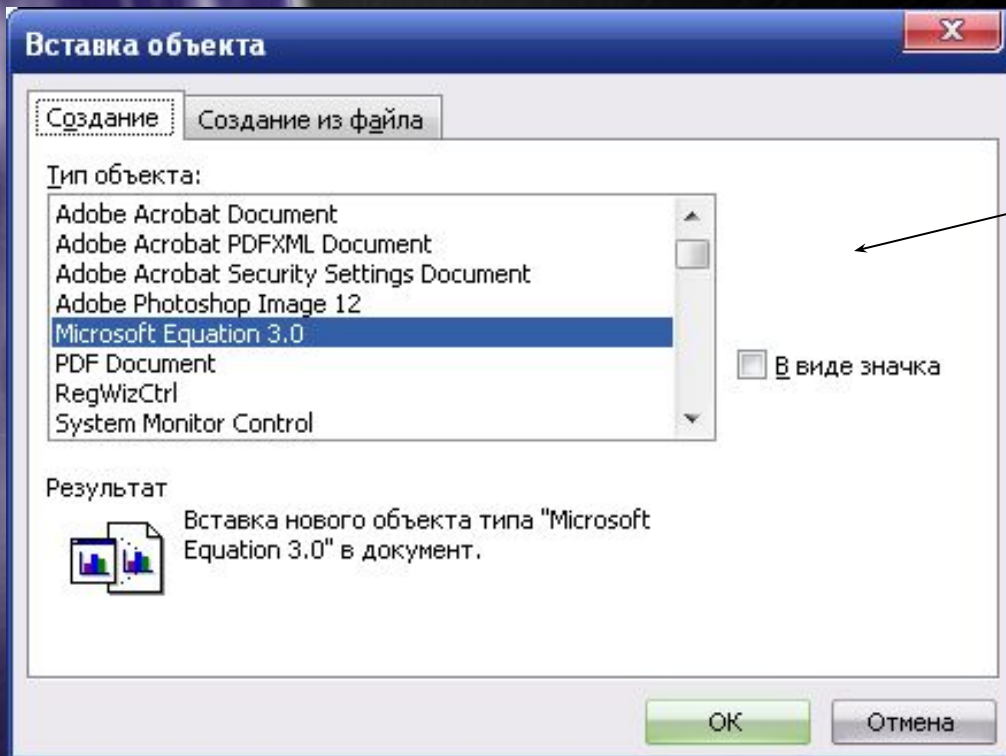 Вставка объекта
Создание
Создание из файла
Тип объекта:
Adobe Acrobat Document
Adobe Acrobat PDFXML Document
Adobe Acrobat Security Settings Document
Adobe Photoshop Image 12
Microsoft Equation 3.0
PDF Document
RegWizCtrl
System Monitor Control
В виде значка
Результат
Вставка нового объекта типа "Microsoft
Equation 3.0" в документ.
ОК
Отмена